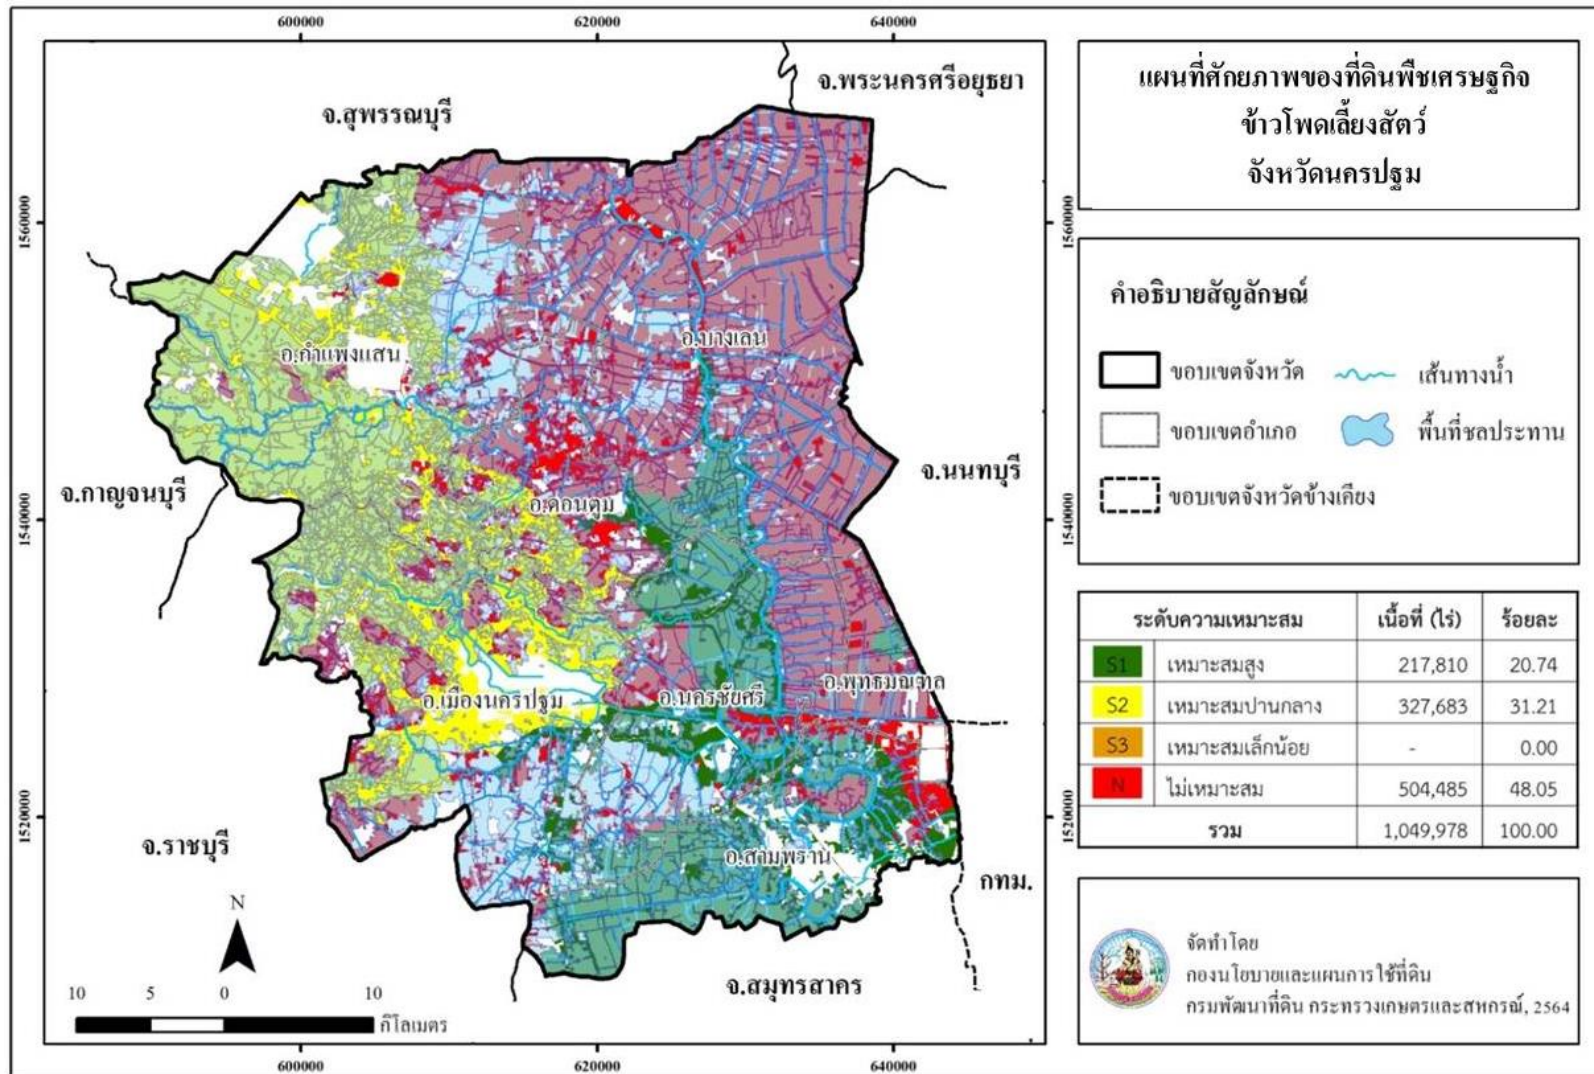 600000 620000 640000
จ.พระนครศรีอยุธยา
จ.สุพรรณบุรี
1560000
1560000
อ.บางเลน
อ.กำแพงแสน
จ.นนทบุรี
จ.กาญจนบุรี
อ.ดอนตูม
1540000
1540000
อ.พุทธมณฑล
อ.เมืองนครปฐม
อ.นครชัยศรี
1520000
1520000
จ.ราชบุรี
อ.สามพราน
กทม.
N
จ.สมุทรสาคร
10 5 0 10
กิโลเมตร
600000 620000 640000
แผนที่ศักยภาพของที่ดินพืชเศรษฐกิจ
ข้าวโพดเลี้ยงสัตว์
จังหวัดนครปฐม
คำอธิบายสัญลักษณ์
ขอบเขตจังหวัด เส้นทางน้ำ
ขอบเขตอำเภอ พื้นที่ชลประทาน
ขอบเขตจังหวัดข้างเคียง
ระดับความเหมาะสม เนื้อที่ (ไร่) ร้อยละ
S1 เหมาะสมสูง 217,810 20.74
S2 เหมาะสมปานกลาง 327,683 31.21
S3 เหมาะสมเล็กน้อย - 0.00
N ไม่เหมาะสม 504,485 48.05
รวม 1,049,978 100.00
จัดทำโดย
กองนโยบายและแผนการใช้ที่ดิน
กรมพัฒนาที่ดิน กระทรวงเกษตรและสหกรณ์, 2564